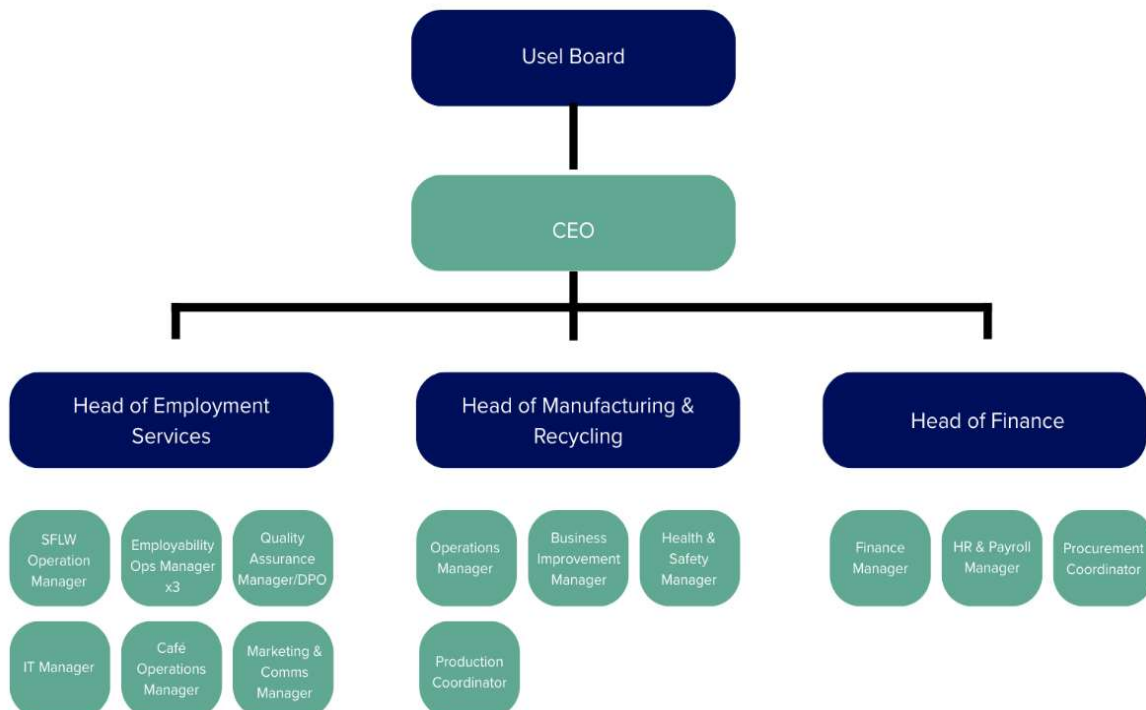 Usel Board
CEO
Head of Employment
Services
Head of Manufacturing &
Recycling
Head of Finance
SFLW
Operation
Manager
Employability
Ops Manager
x3
Quality
Assurance
Manager/DPO
Operations
Manager
Business
Improvement
Manager
Health &
Safety
Manager
Finance
Manager
HR & Payroll
Manager
Procurement
Coordinator
IT Manager
Café
Operations
Manager
Marketing &
Comms
Manager
Production
Coordinator